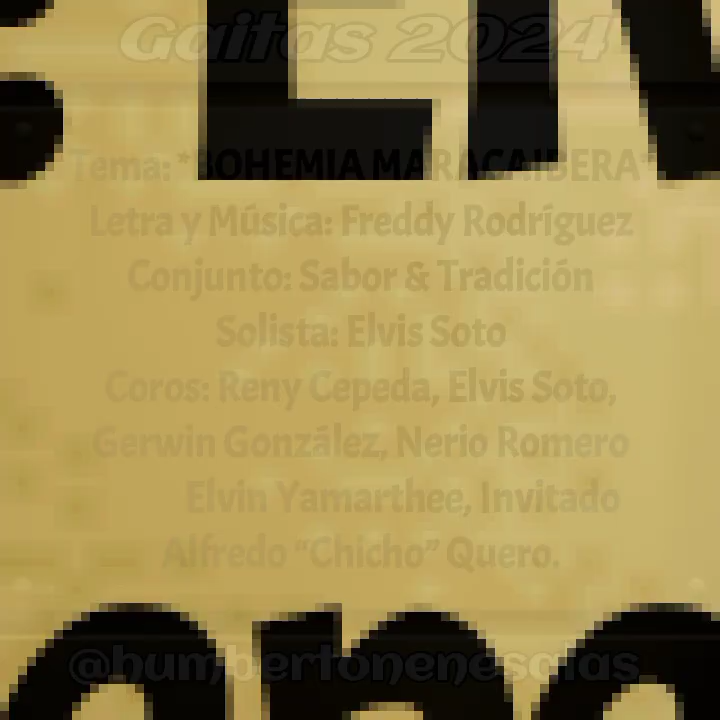 Gaitas 2024
Tema: *BOHEMIA MARACAIBERA*
Letra y Música: Freddy Rodríguez
Conjunto: Sabor & Tradición
Solista: Elvis Soto
Coros: Reny Cepeda, Elvis Soto,
Gerwin González, Nerio Romero
Elvin Yamarthee, Invitado
Alfredo “Chicho” Quero.
@humbertonenesotas